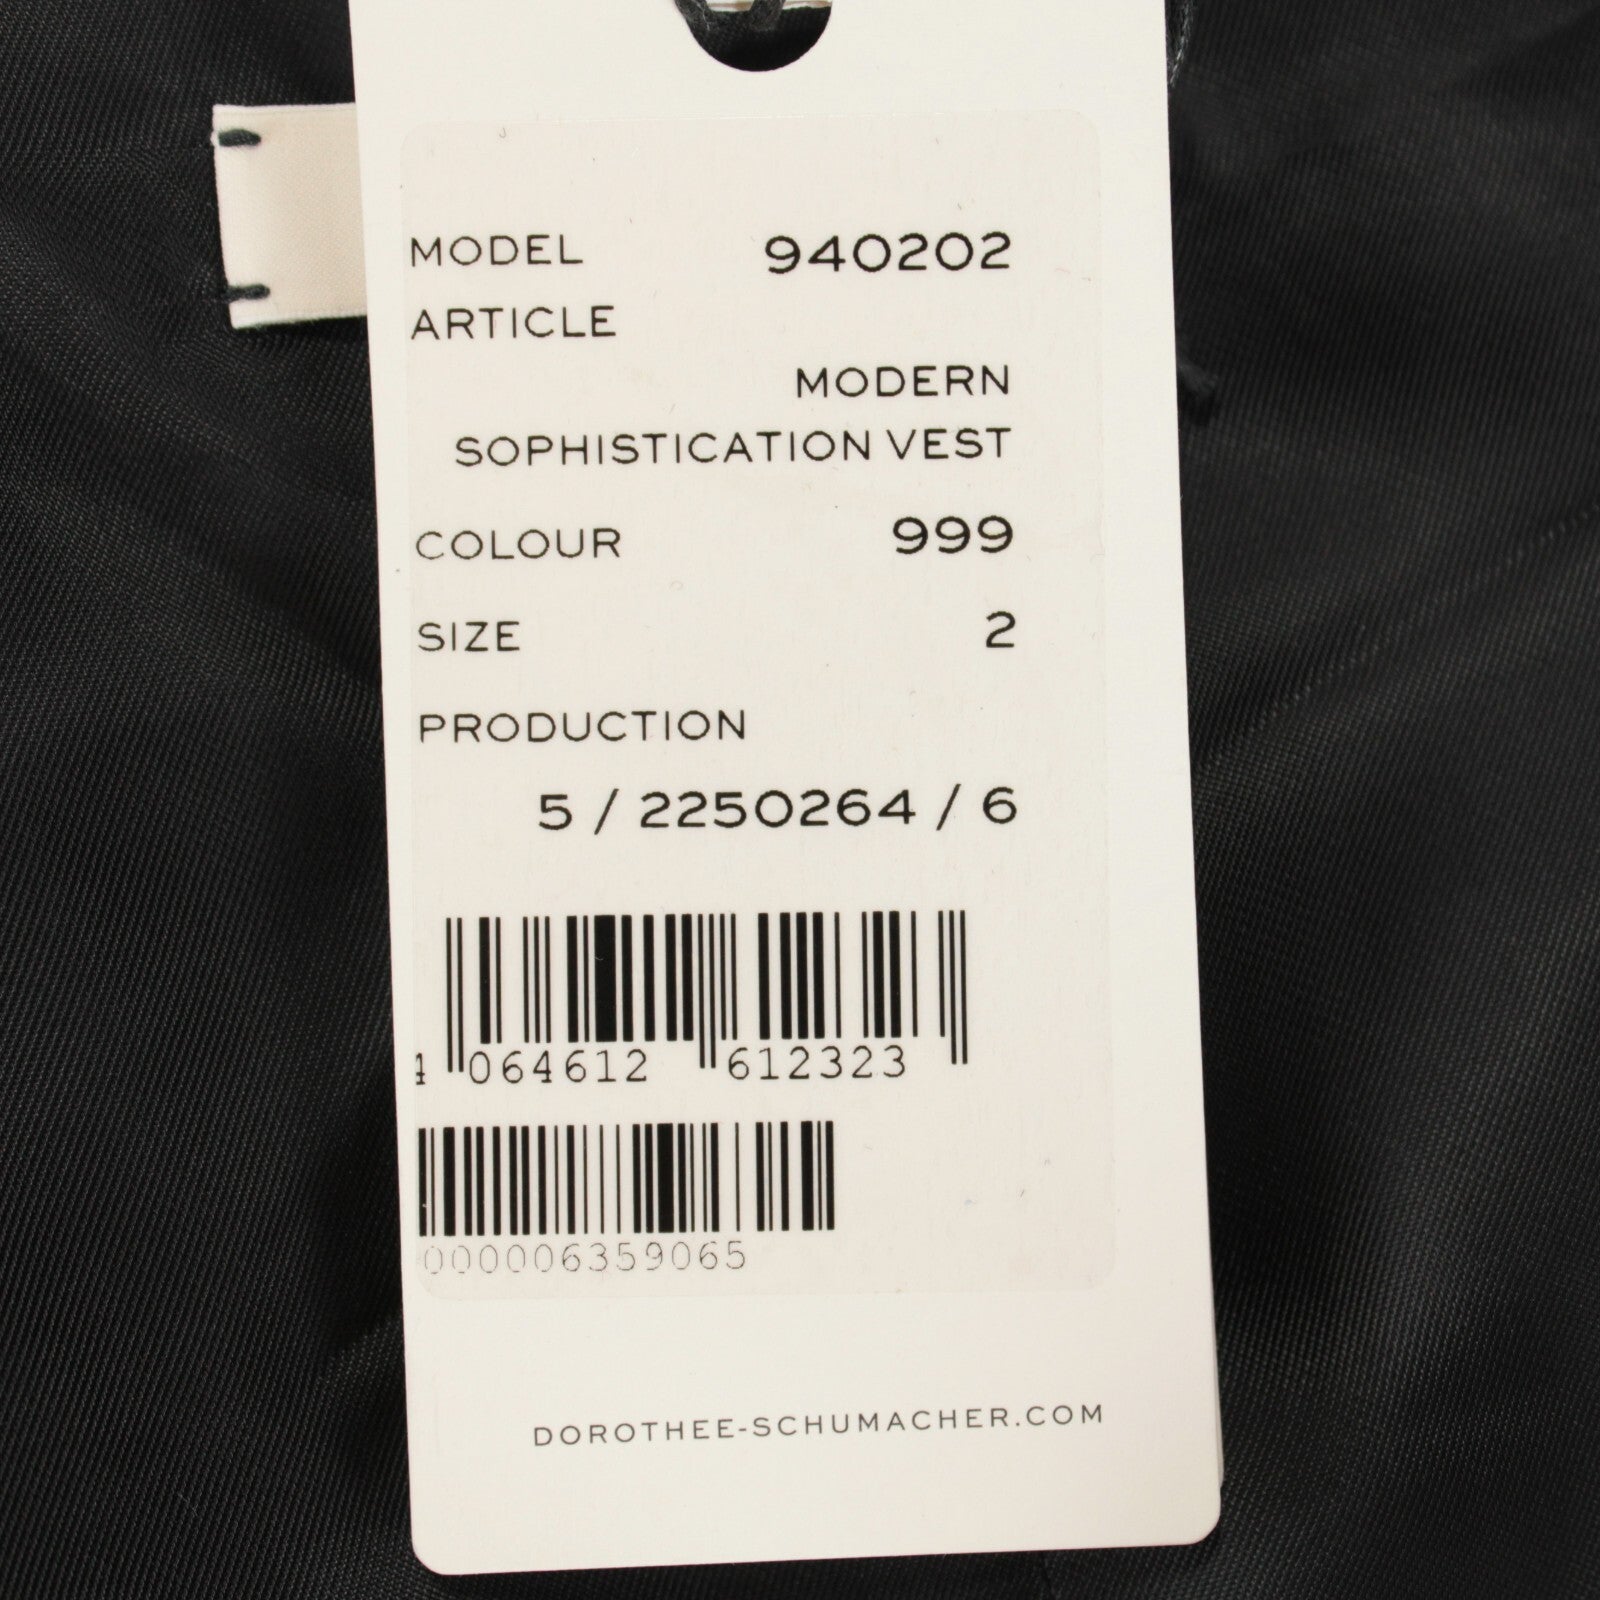 MODEL 940202
ARTICLE
MODERN
SOPHISTICATION VEST
COLOUR 999
SIZE 2
PRODUCTION
5 / 2250264 / 6
4 064612 612323
000006359065
DOROTHEE-SCHUMACHER.COM